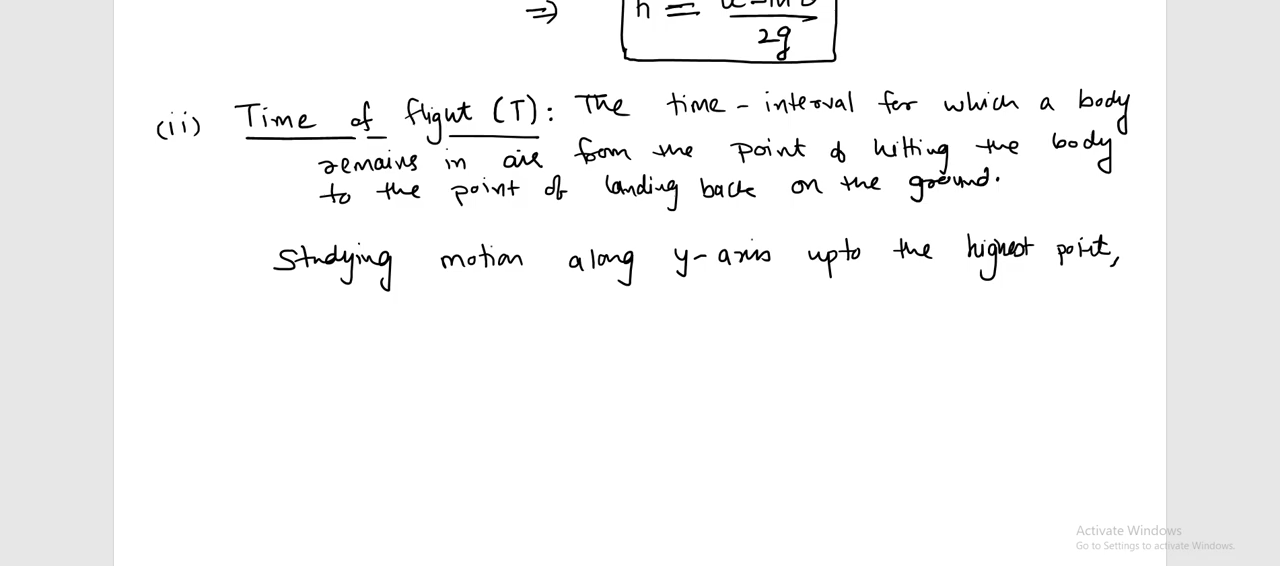 ⇒ h =
2g
(ii) Time of flight (T): The time - interval for which a body
remains in air from the point of hitting the body
to the point of landing back on the ground.
Studying motion along y-axis upto the highest point,
Activate Windows
Go to Settings to activate Windows.